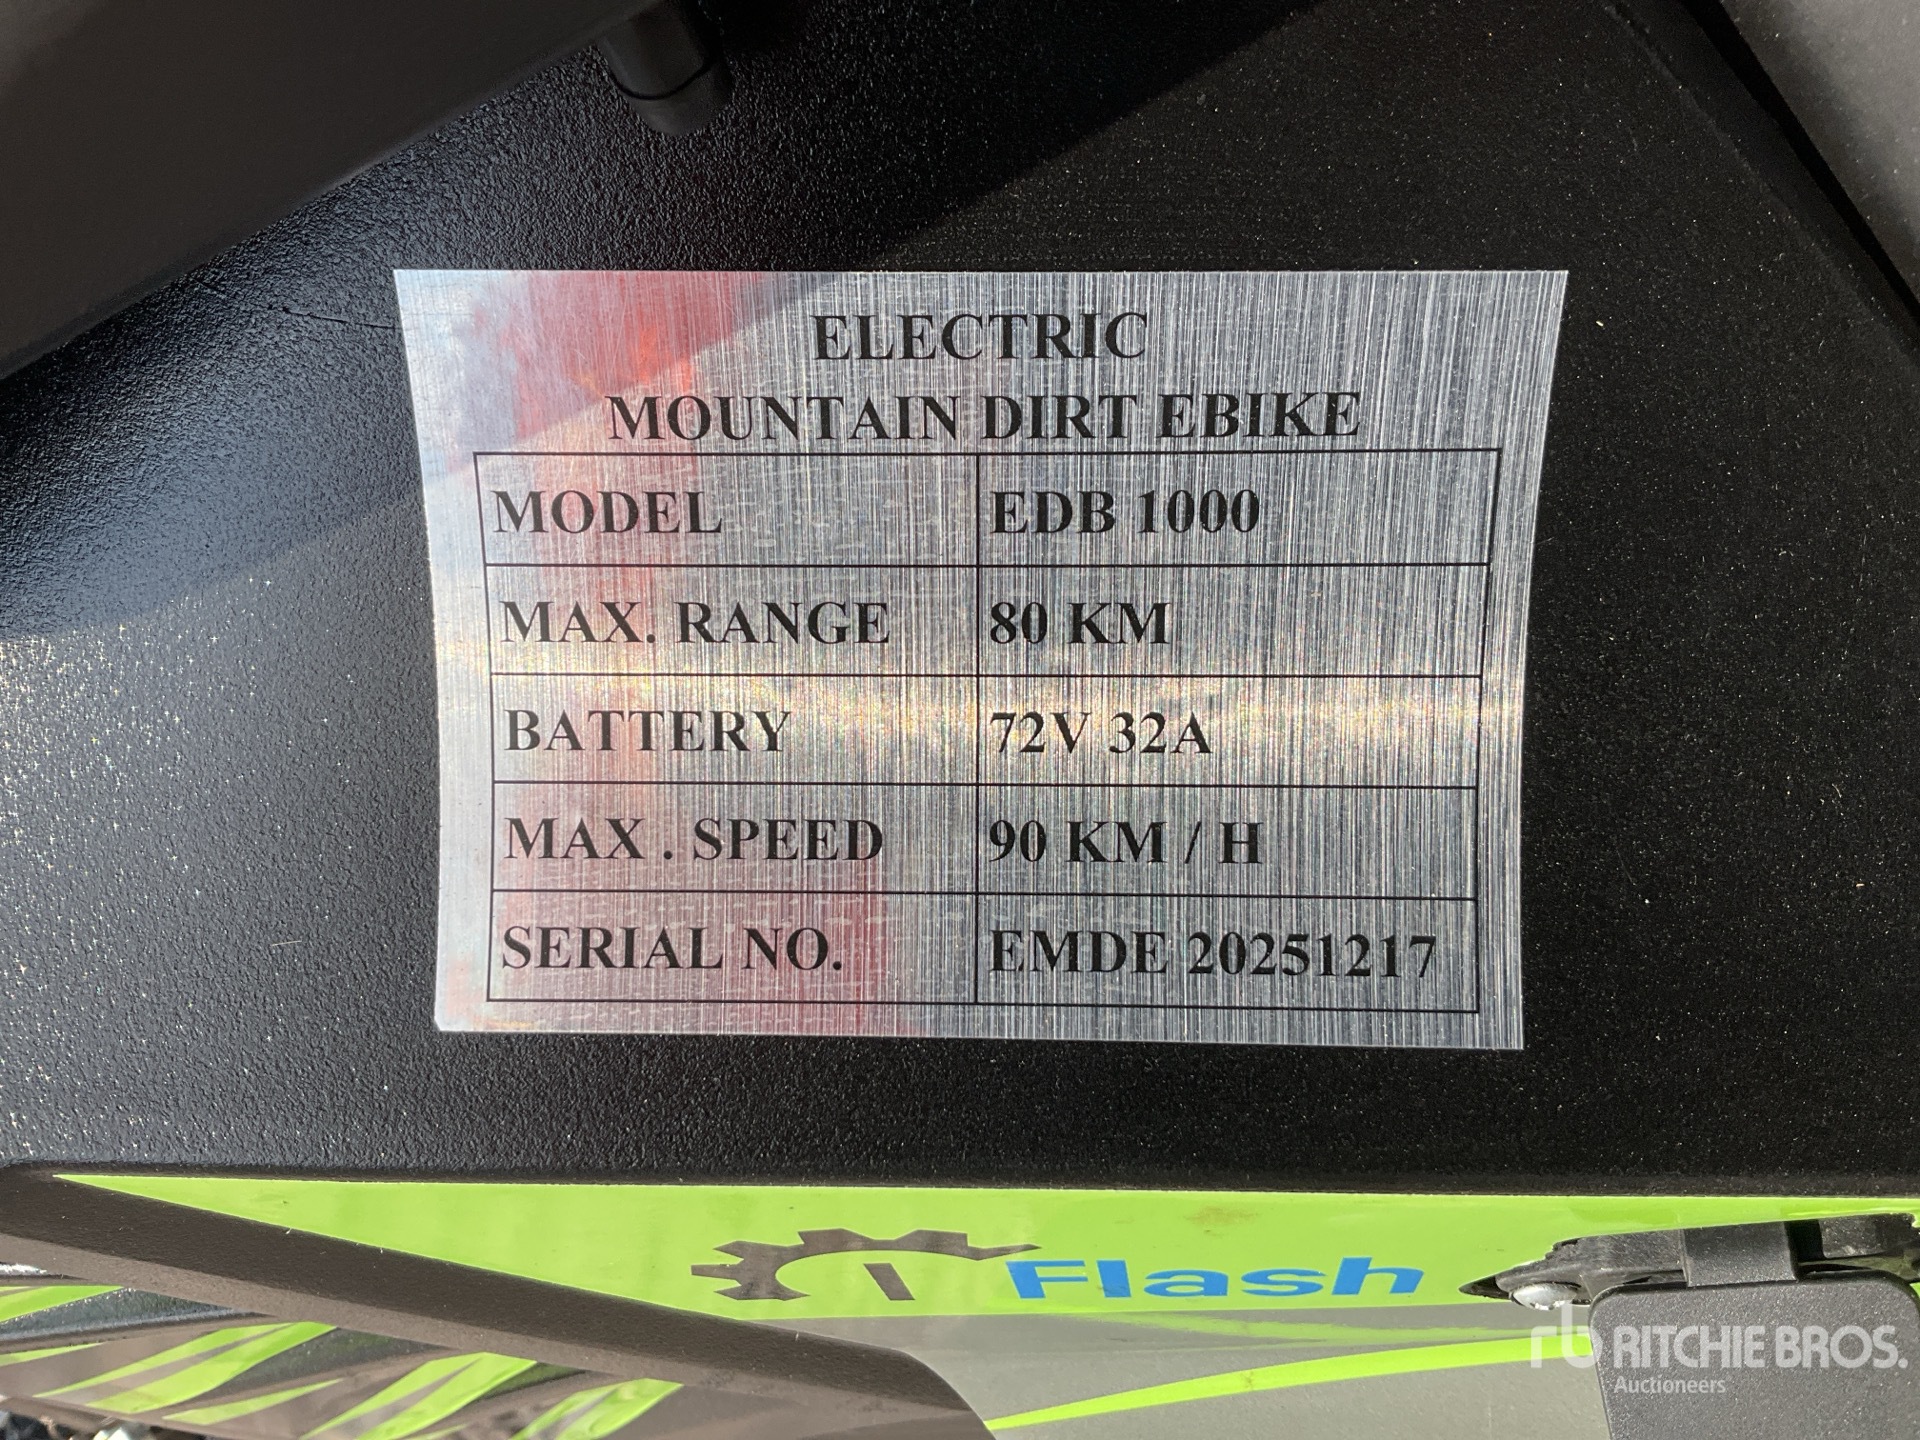 ELECTRIC
MOUNTAIN DIRT EBIKE
MODEL EDB 1000
MAX. RANGE 80 KM
BATTERY 72V 32A
MAX . SPEED 90 KM / H
SERIAL NO. EMDE 20251217
Flash
rb RITCHIE BROS.
Auctioneers